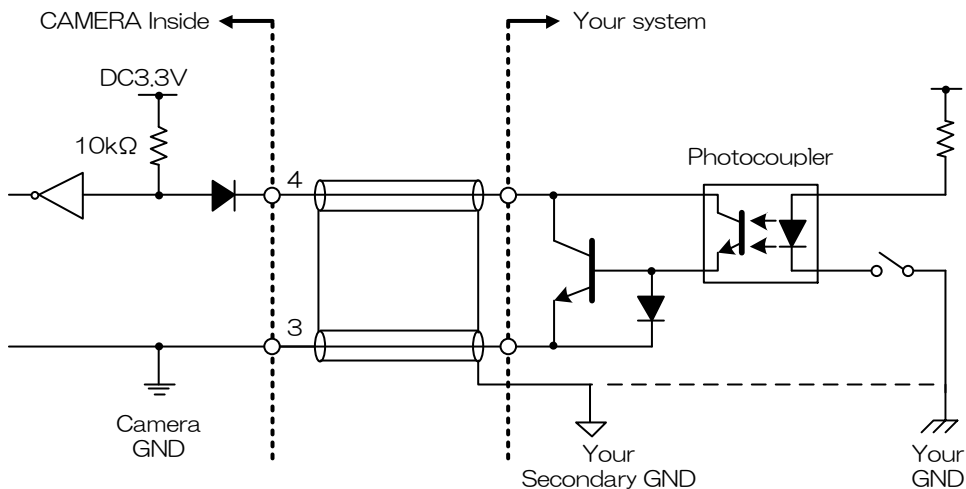 CAMERA Inside
Your system
DC3.3V
10kΩ
4
Photocoupler
3
Camera
GND
Your
Secondary GND
Your
GND